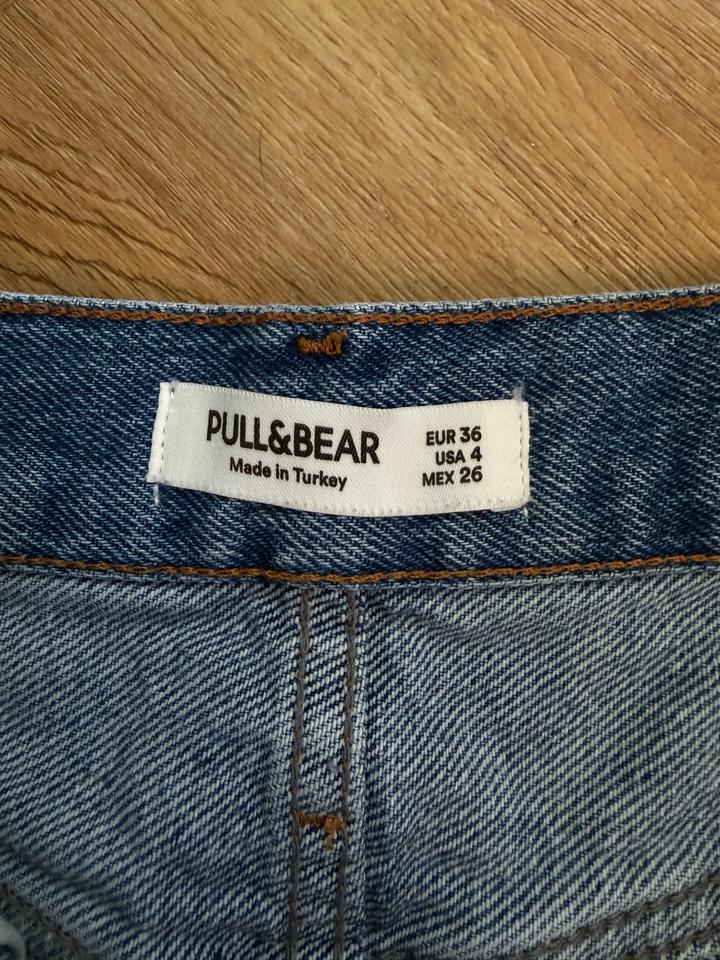 PULL&BEAR
Made in Turkey
EUR 36
USA 4
MEX 26